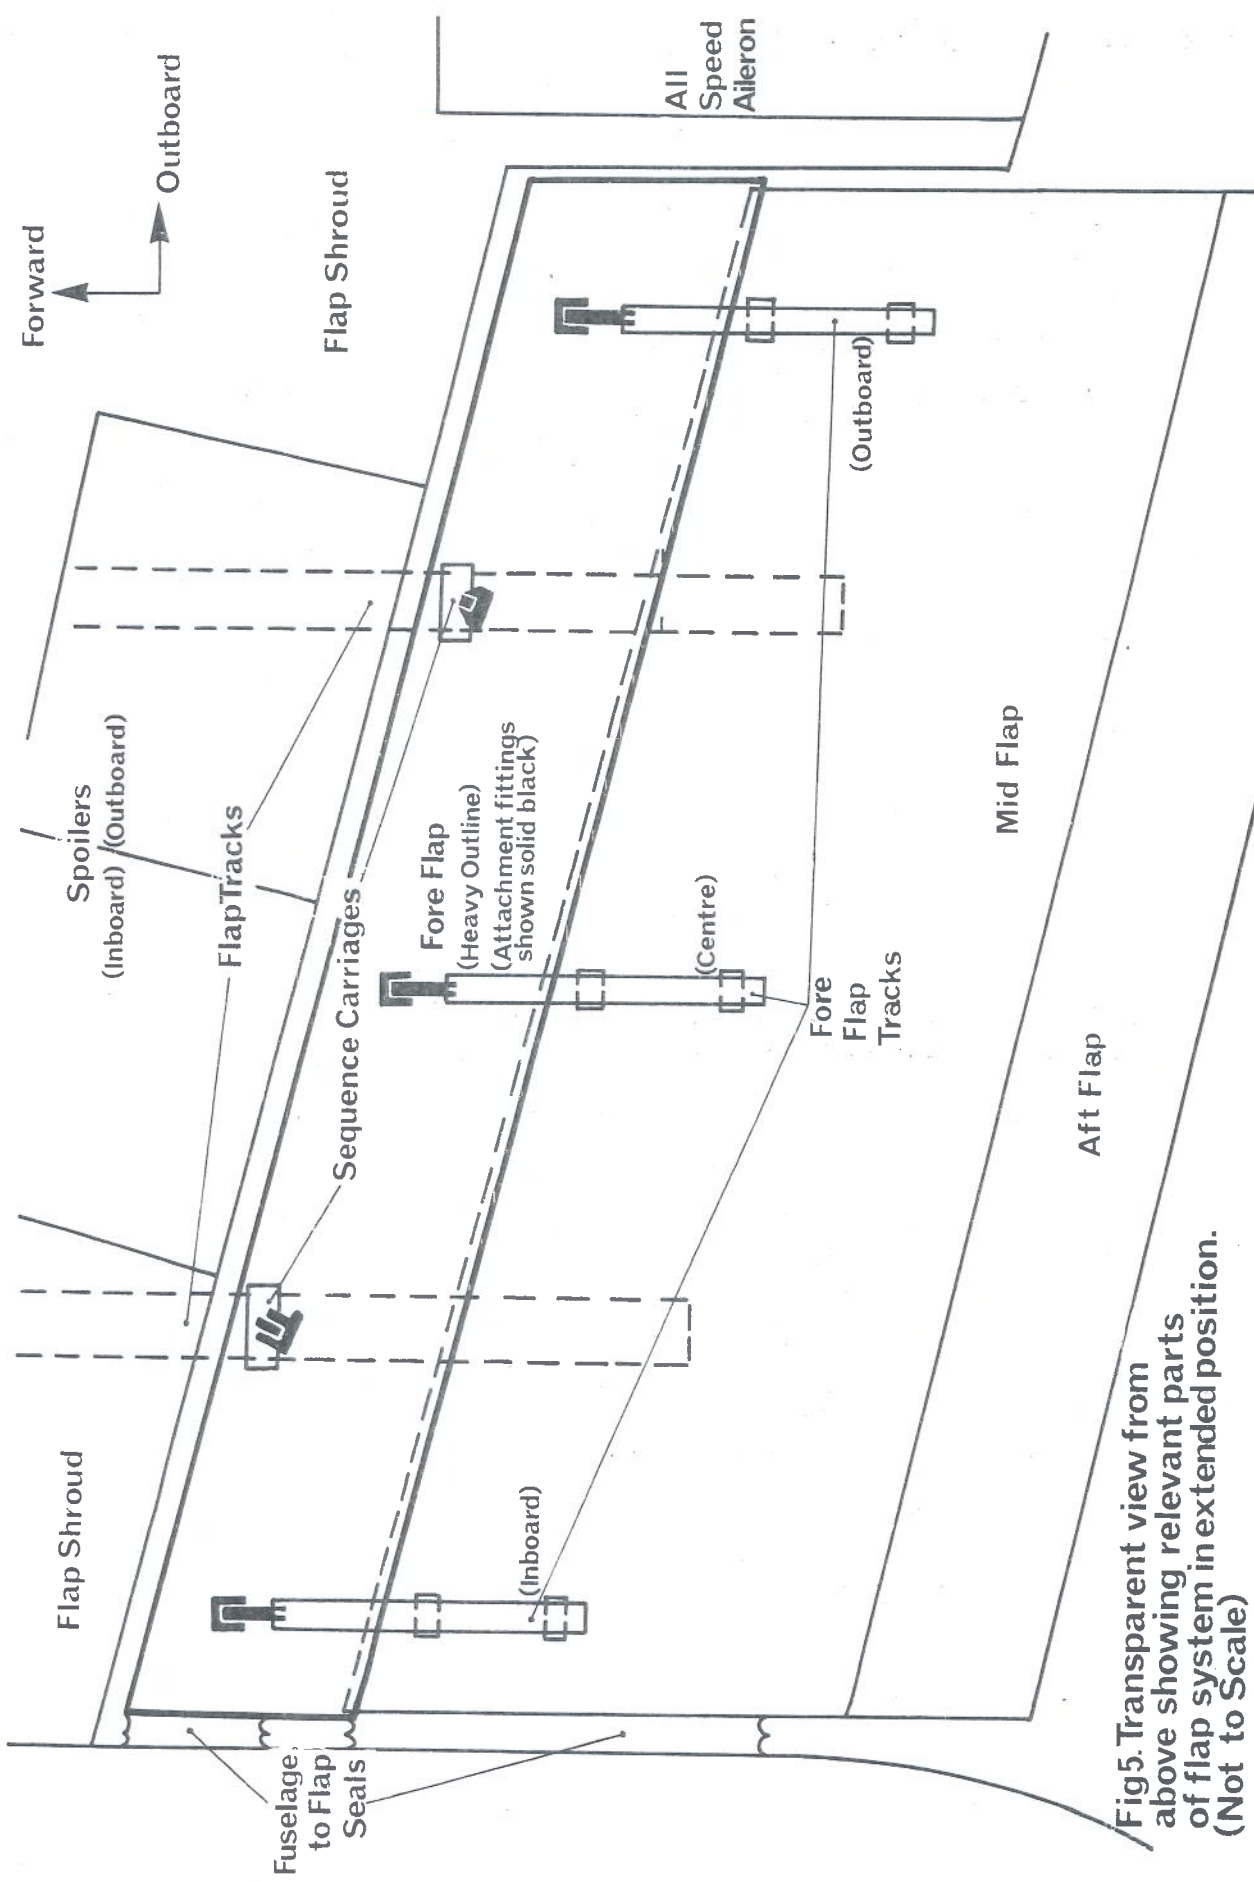 Forward
Outboard
Flap Shroud
All
Speed
Aileron
Spoilers
(Inboard) (Outboard)
Flap Tracks
Sequence Carriages
Fore Flap
(Heavy Outline)
(Attachment fittings
shown solid black)
Flap Shroud
(Outboard)
(Centre)
(Inboard)
Fore
Flap
Tracks
Mid Flap
Aft Flap
Fuselage
to Flap
Seals
Fig5. Transparent view from
above showing relevant parts
of flap system in extended position.
(Not to Scale)